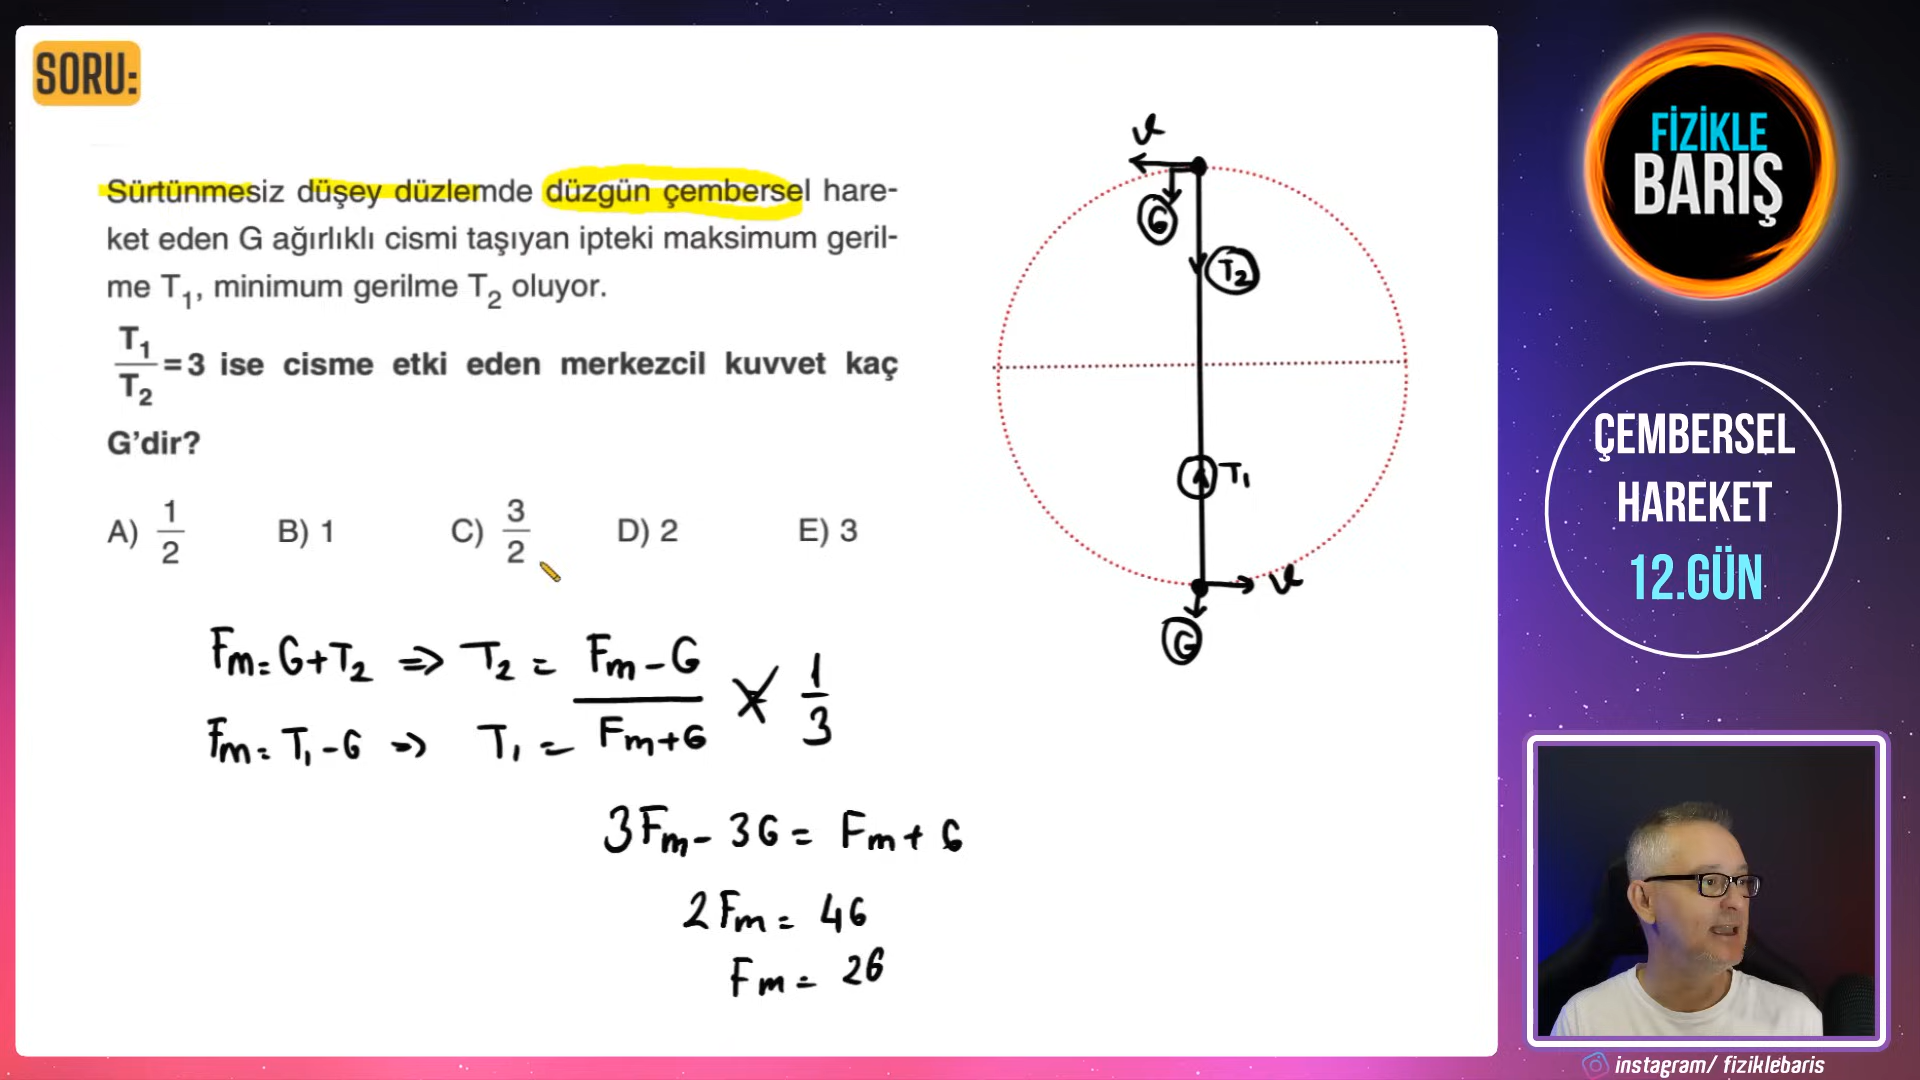 SORU:
Sürtünmesiz düşey düzlemde düzgün çembersel hare-
ket eden G ağırlıklı cismi taşıyan ipteki maksimum geril-
me T₁, minimum gerilme T₂ oluyor.
T₁/T₂ = 3 ise cisme etki eden merkezcil kuvvet kaç
G'dir?
A) 1/2 B) 1 C) 3/2 D) 2 E) 3
Fm = G+T₂ => T₂ = Fm - G
Fm = T₁ - G => T₁ = Fm + G
1/3
3Fm - 3G = Fm + G
2Fm = 4G
Fm = 2G
v
G
T₂
T₁
v
G
FİZİKLE
BARIŞ
ÇEMBERSEL
HAREKET
12.GÜN
instagram/ fiziklebaris